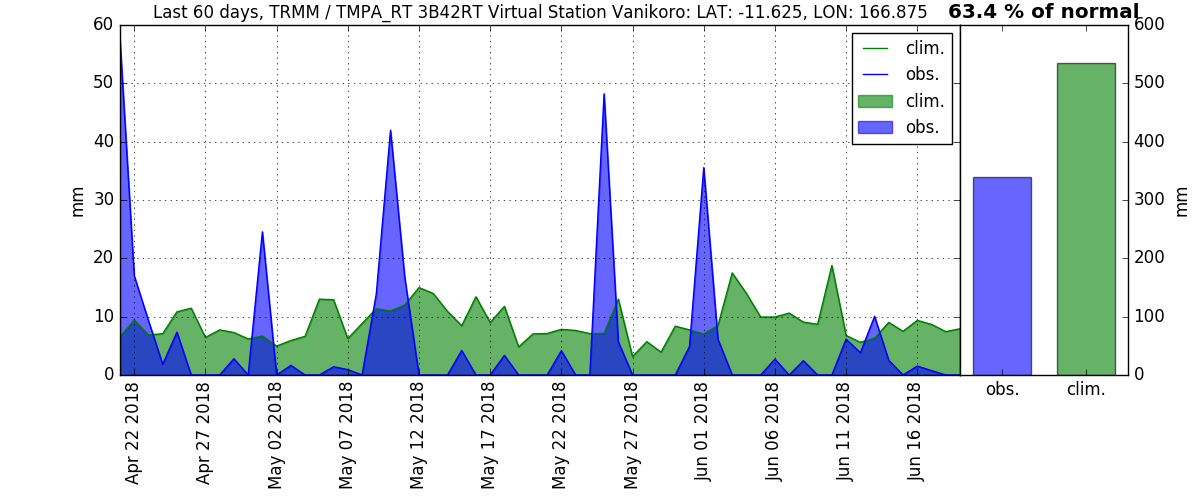 Last 60 days, TRMM / TMPA_RT 3B42RT Virtual Station Vanikoro: LAT: -11.625, LON: 166.875
63.4 % of normal
60
50
40
30
20
10
0
mm
clim.
obs.
clim.
obs.
Apr 22 2018
Apr 27 2018
May 02 2018
May 07 2018
May 12 2018
May 17 2018
May 22 2018
May 27 2018
Jun 01 2018
Jun 06 2018
Jun 11 2018
Jun 16 2018
600
500
400
300
200
100
0
mm
obs.
clim.